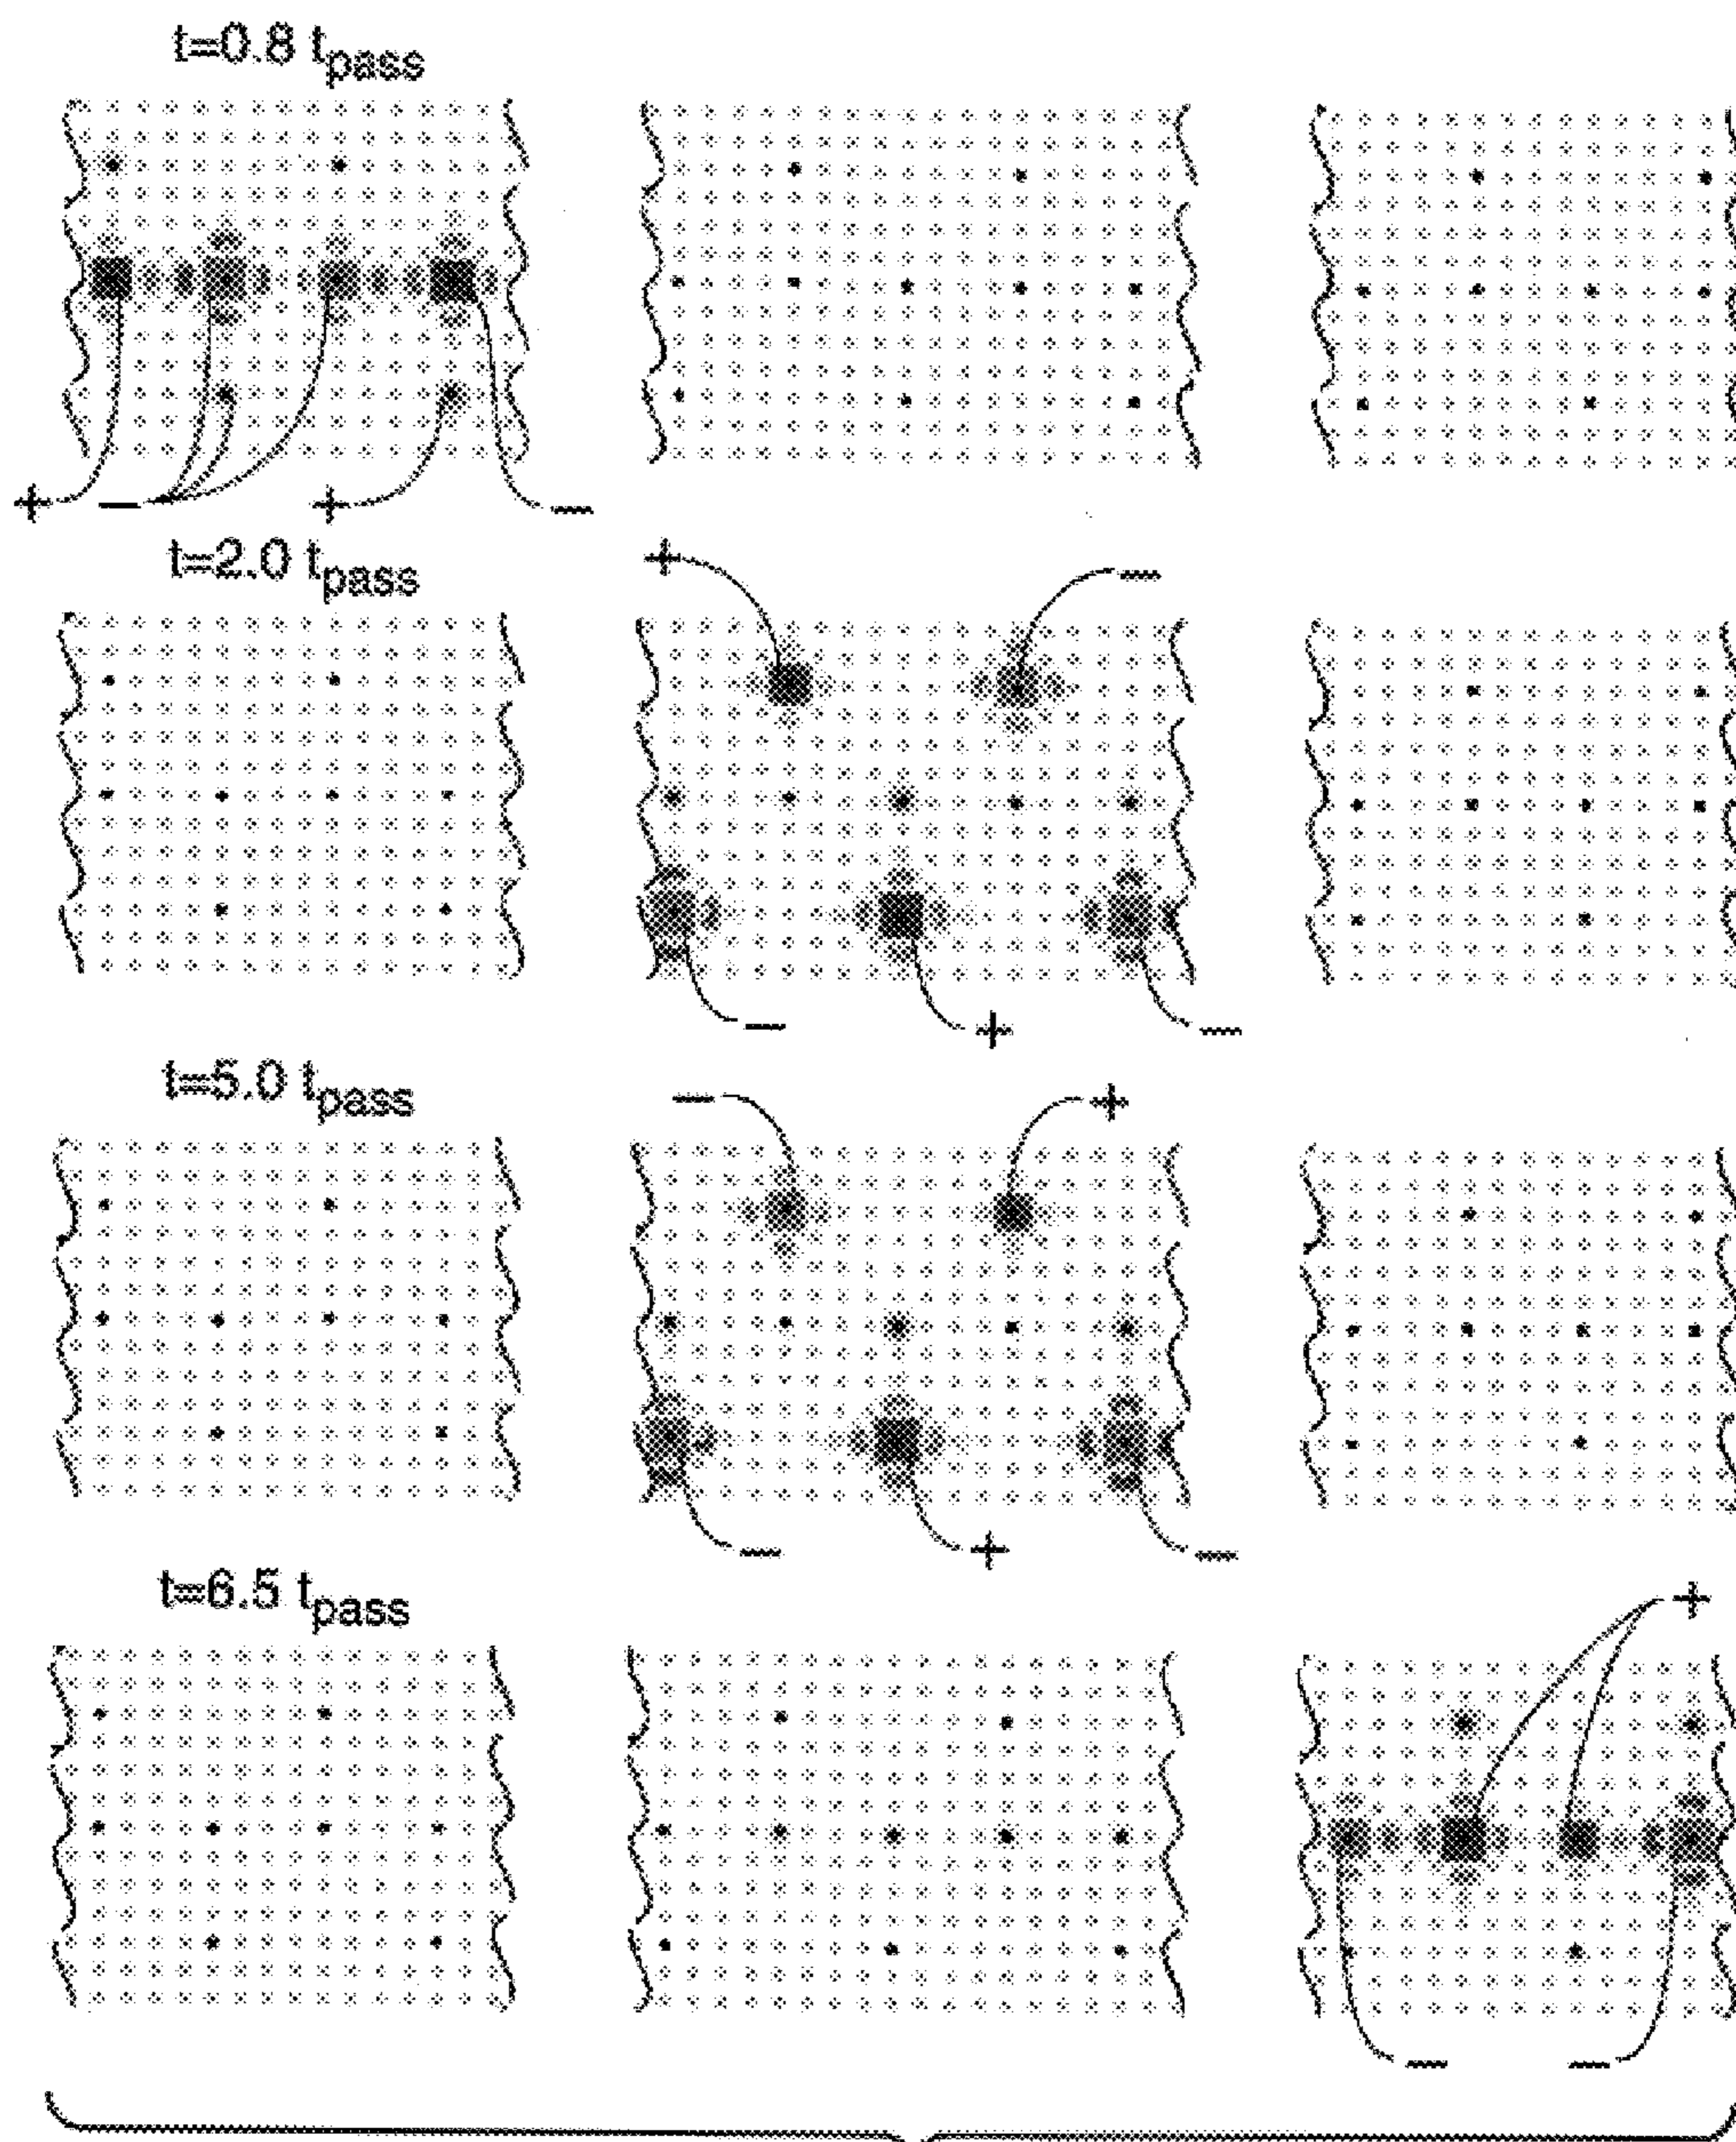 t=0.8 tpass
+ — + —
t=2.0 tpass
+ —
— + —
t=5.0 tpass
— +
— + —
t=6.5 tpass
+
— —